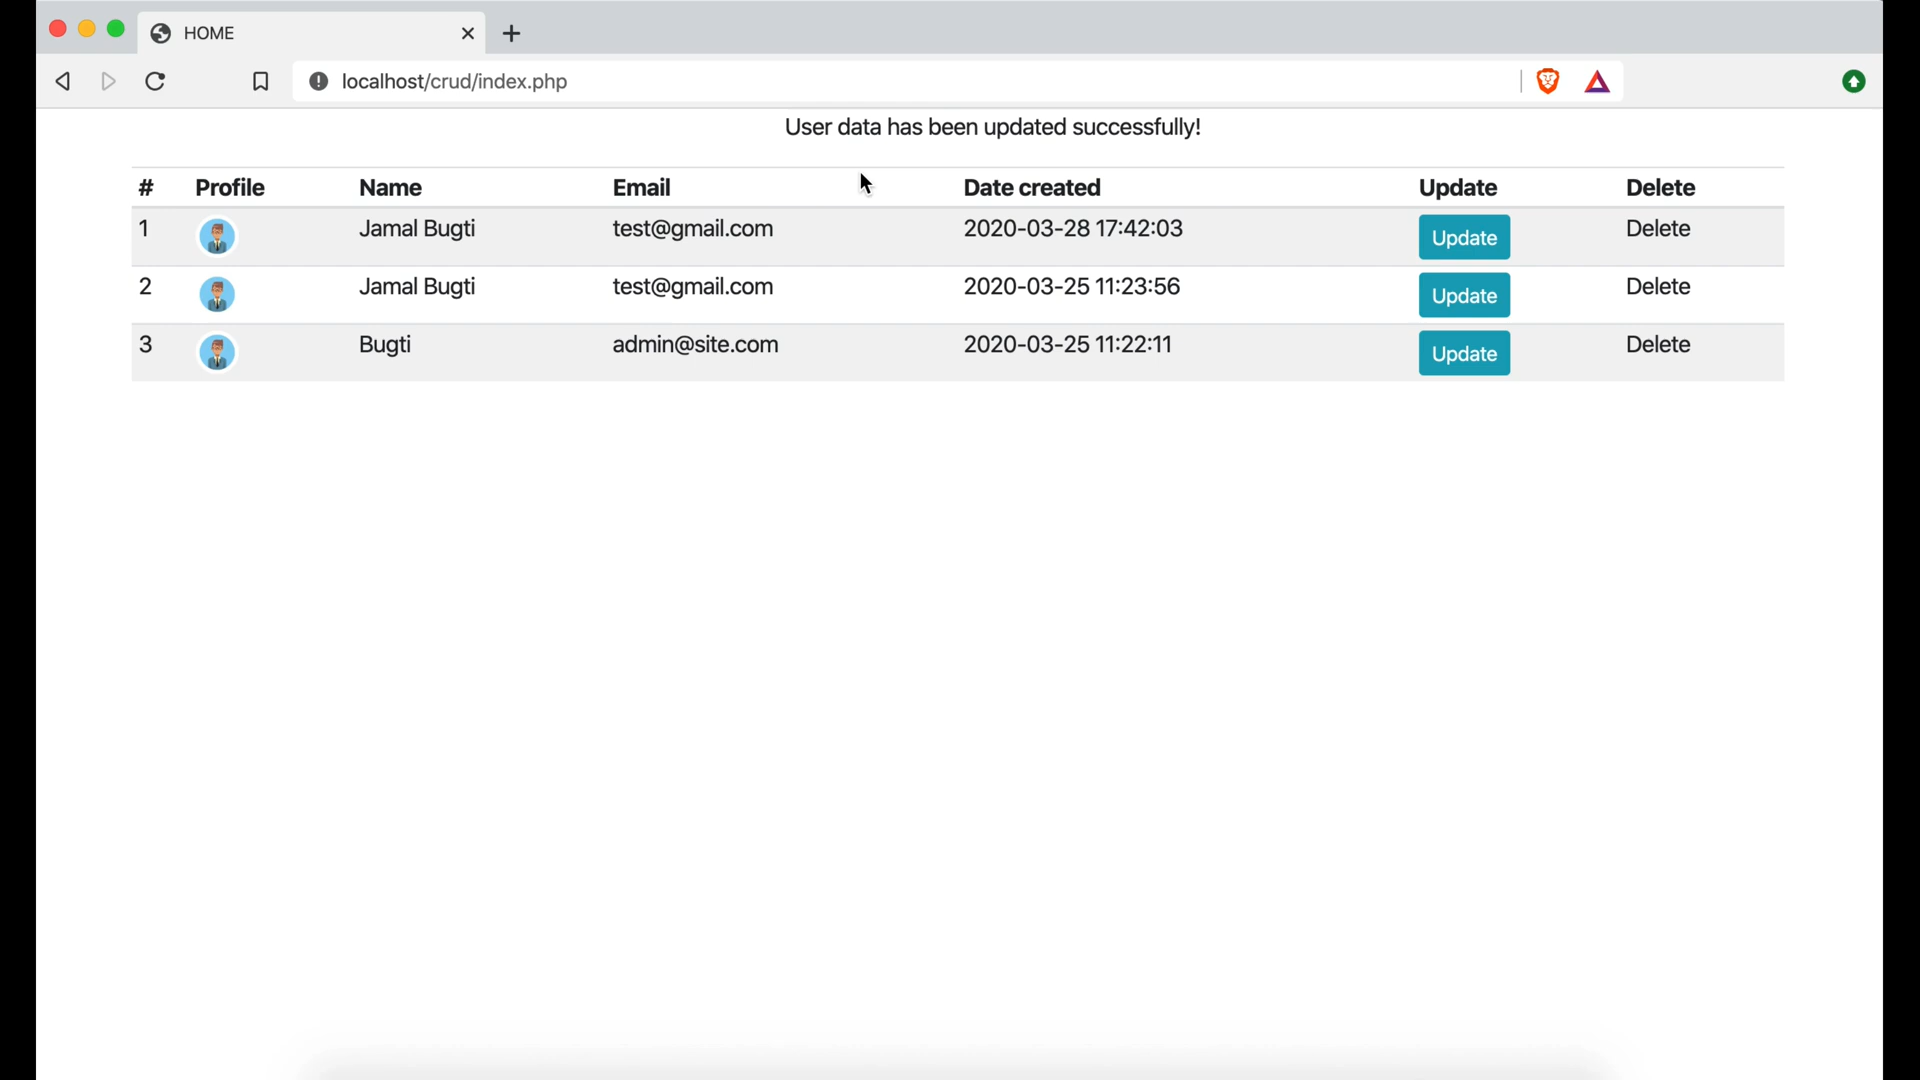 HOME
localhost/crud/index.php
User data has been updated successfully!
# Profile Name Email Date created Update Delete
1 Jamal Bugti test@gmail.com 2020-03-28 17:42:03 Update Delete
2 Jamal Bugti test@gmail.com 2020-03-25 11:23:56 Update Delete
3 Bugti admin@site.com 2020-03-25 11:22:11 Update Delete